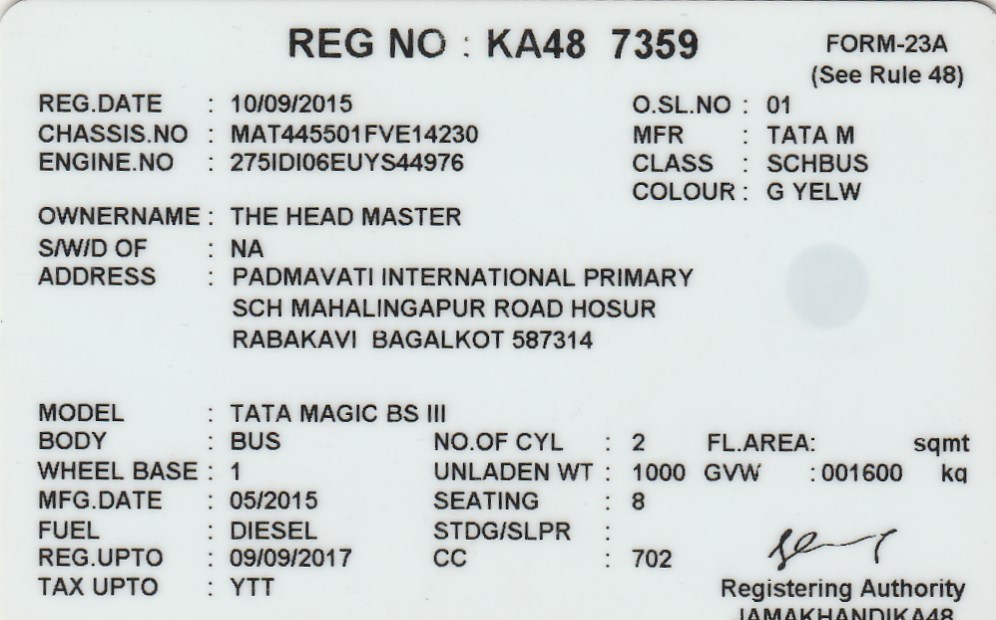 REG NO : KA48 7359
FORM-23A
(See Rule 48)
REG.DATE : 10/09/2015 O.SL.NO : 01
CHASSIS.NO : MAT445501FVE14230 MFR : TATA M
ENGINE.NO : 275IDI06EUYS44976 CLASS : SCHBUS
COLOUR : G YELW
OWNERNAME : THE HEAD MASTER
S/W/D OF : NA
ADDRESS : PADMAVATI INTERNATIONAL PRIMARY
SCH MAHALINGAPUR ROAD HOSUR
RABAKAVI BAGALKOT 587314
MODEL : TATA MAGIC BS III
BODY : BUS NO.OF CYL : 2 FL.AREA: sqmt
WHEEL BASE : 1 UNLADEN WT : 1000 GVW :001600 kq
MFG.DATE : 05/2015 SEATING : 8
FUEL : DIESEL STDG/SLPR :
REG.UPTO : 09/09/2017 CC : 702
TAX UPTO : YTT
Registering Authority
JAMAKHANDIKA48